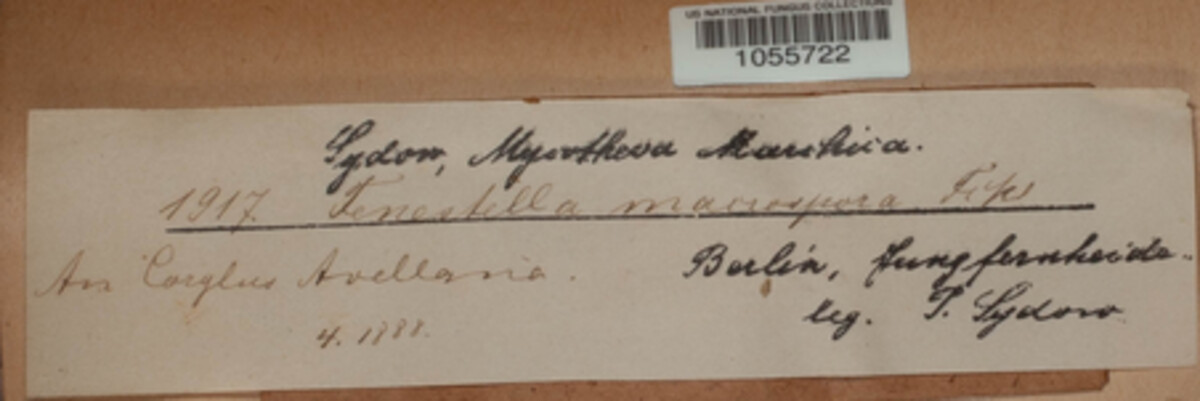 US NATIONAL FUNGUS COLLECTIONS
1055722
Sydow, Mycotheca Marchica.
1917. Fenestella macrospora Fck
An Corylus Avellana.
Berlin, Jungfernheide.
4. 1888.
leg. P. Sydow